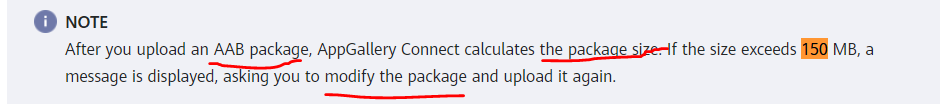 NOTE
After you upload an AAB package, AppGallery Connect calculates the package size. If the size exceeds 150 MB, a
message is displayed, asking you to modify the package and upload it again.